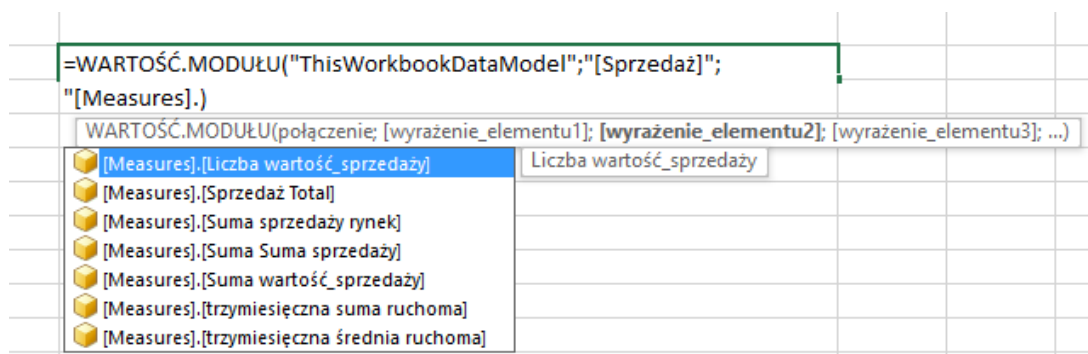 =WARTOŚĆ.MODUŁU("ThisWorkbookDataModel";"[Sprzedaż]";
"[Measures].)
WARTOŚĆ.MODUŁU(połączenie; [wyrażenie_elementu1]; [wyrażenie_elementu2]; [wyrażenie_elementu3]; ...)
[Measures].[Liczba wartość_sprzedaży] Liczba wartość_sprzedaży
[Measures].[Sprzedaż Total]
[Measures].[Suma sprzedaży rynek]
[Measures].[Suma Suma sprzedaży]
[Measures].[Suma wartość_sprzedaży]
[Measures].[trzymiesięczna suma ruchoma]
[Measures].[trzymiesięczna średnia ruchoma]